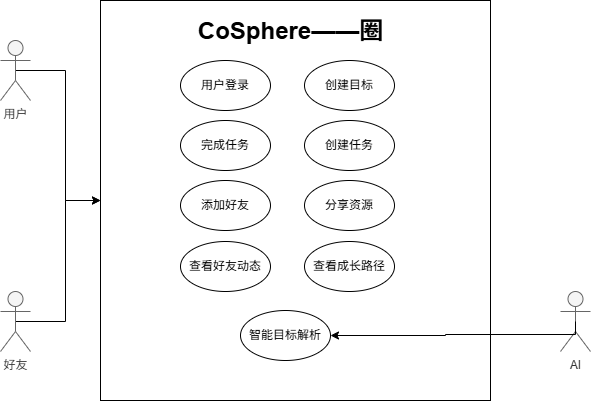 CoSphere——圈
用户登录
创建目标
用户
完成任务
创建任务
添加好友
分享资源
查看好友动态
查看成长路径
智能目标解析
好友
AI